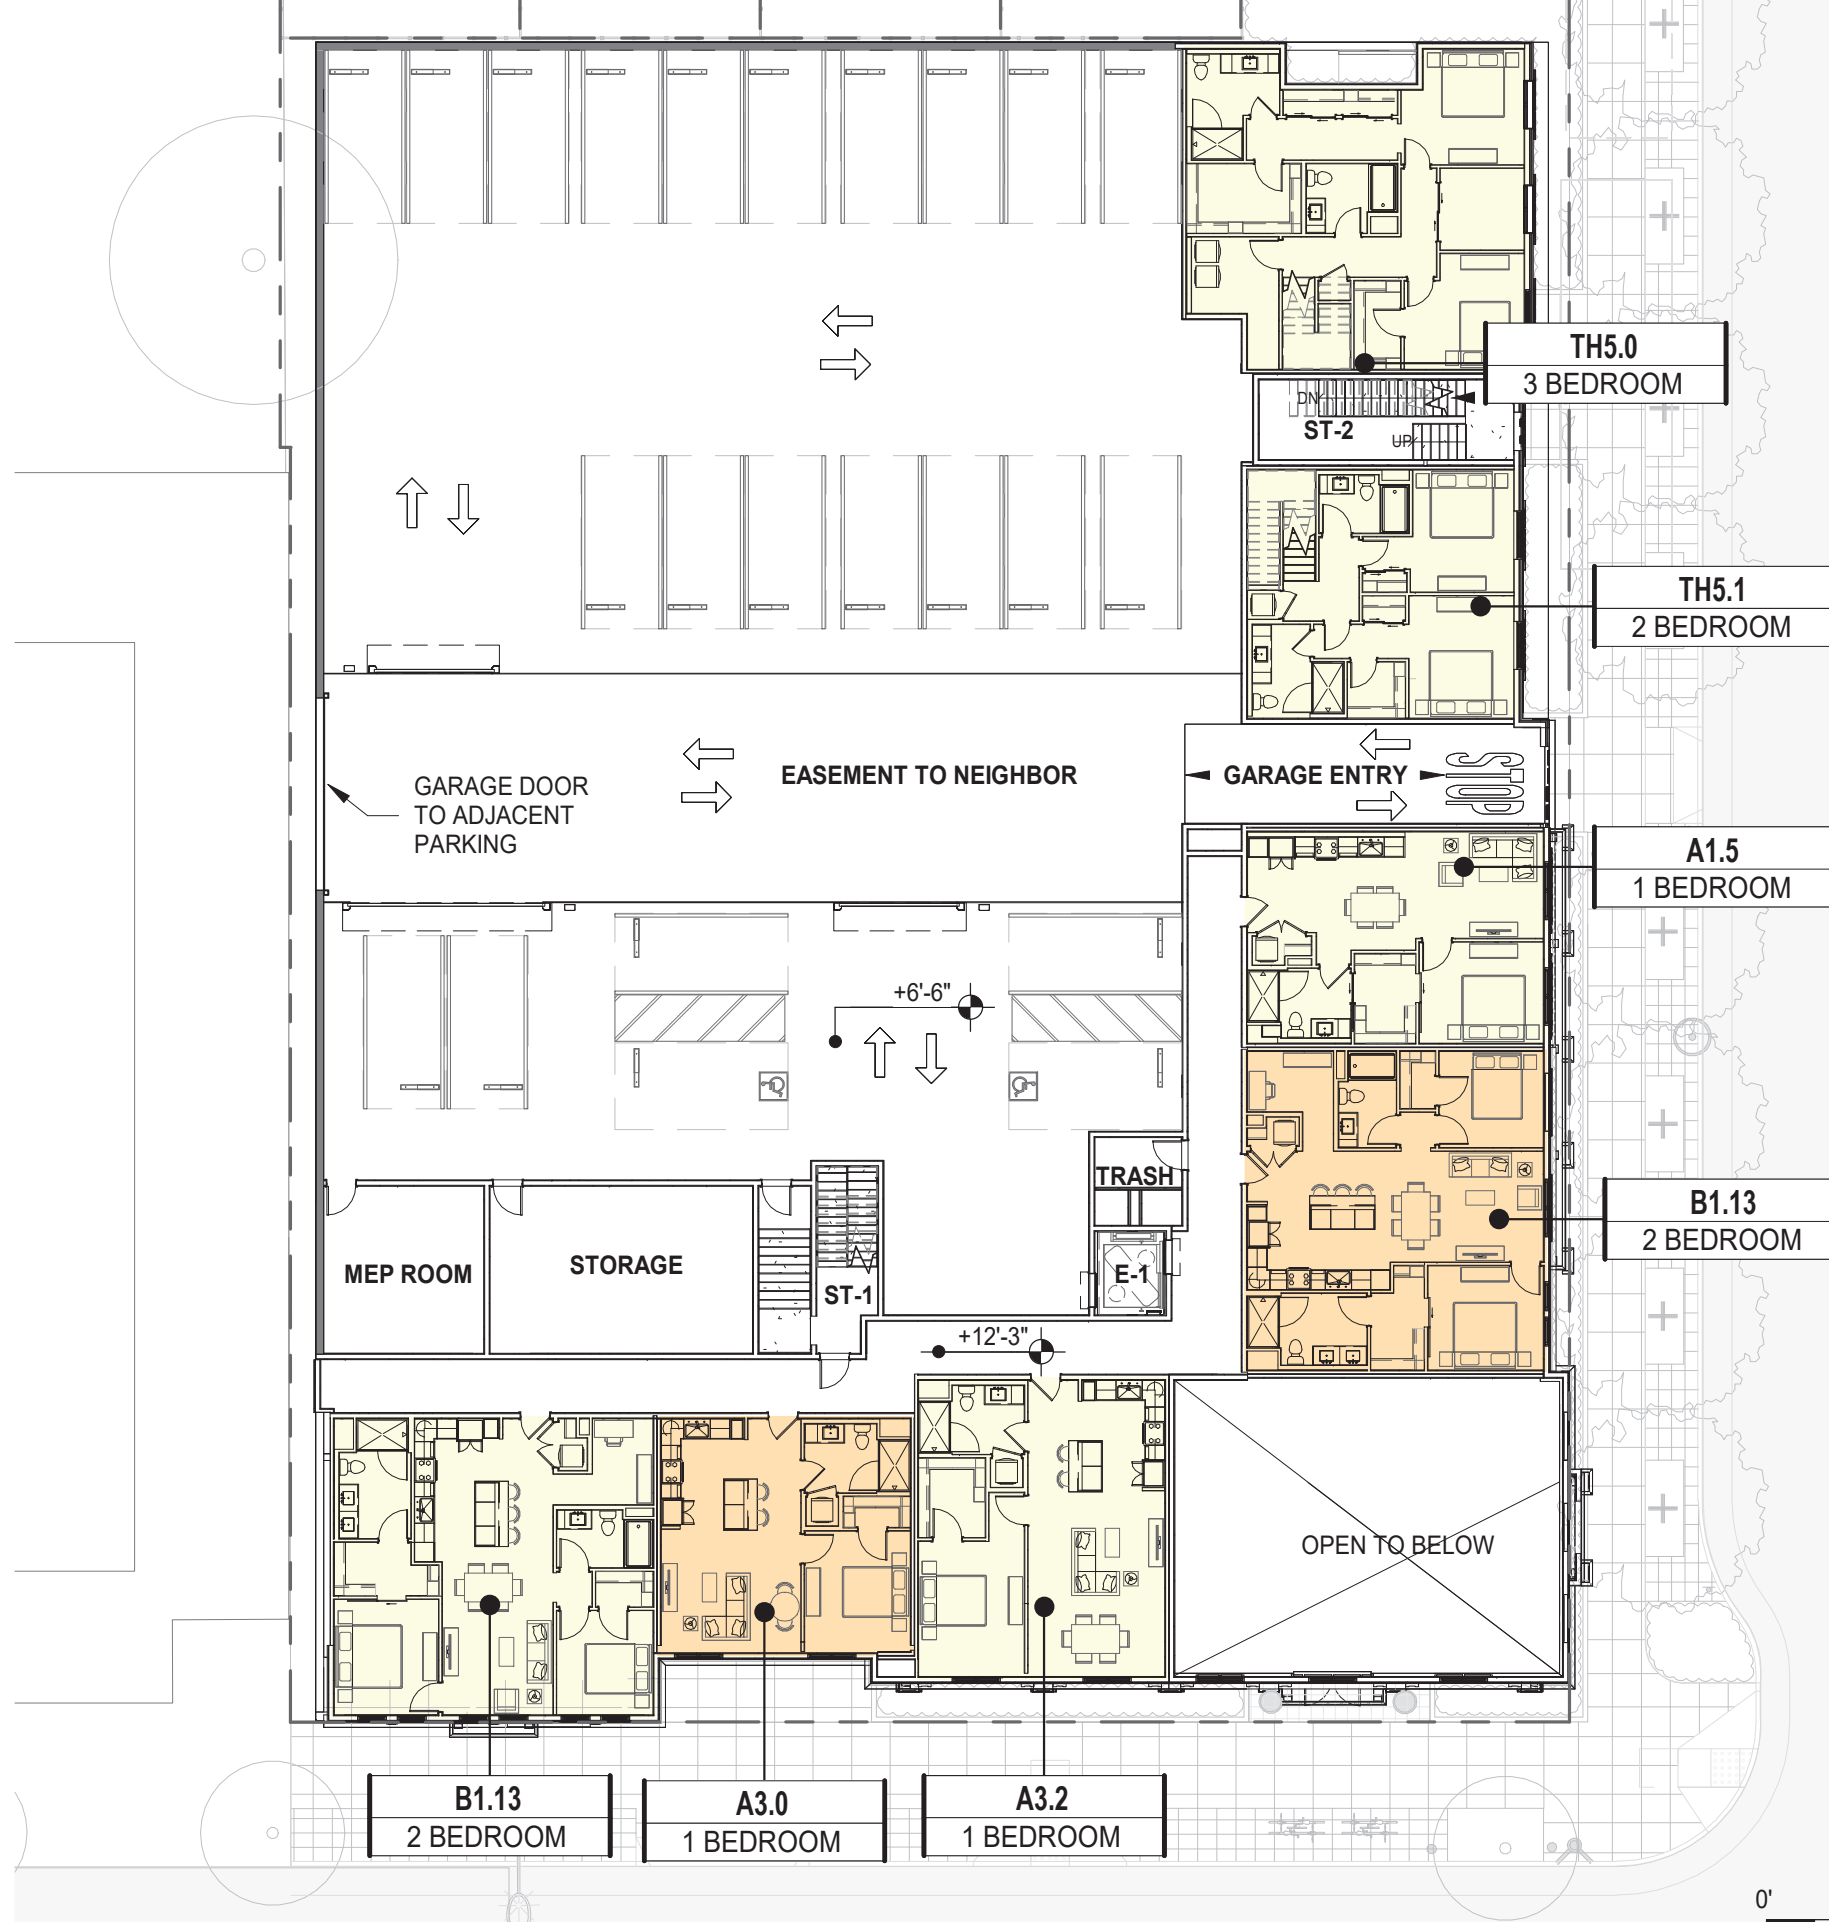 TH5.0
3 BEDROOM
DN
ST-2
UP
TH5.1
2 BEDROOM
EASEMENT TO NEIGHBOR
GARAGE ENTRY
STOP
GARAGE DOOR
TO ADJACENT
PARKING
A1.5
1 BEDROOM
+6'-6"
TRASH
B1.13
2 BEDROOM
MEP ROOM
STORAGE
ST-1
E-1
+12'-3"
OPEN TO BELOW
B1.13
2 BEDROOM
A3.0
1 BEDROOM
A3.2
1 BEDROOM
0'